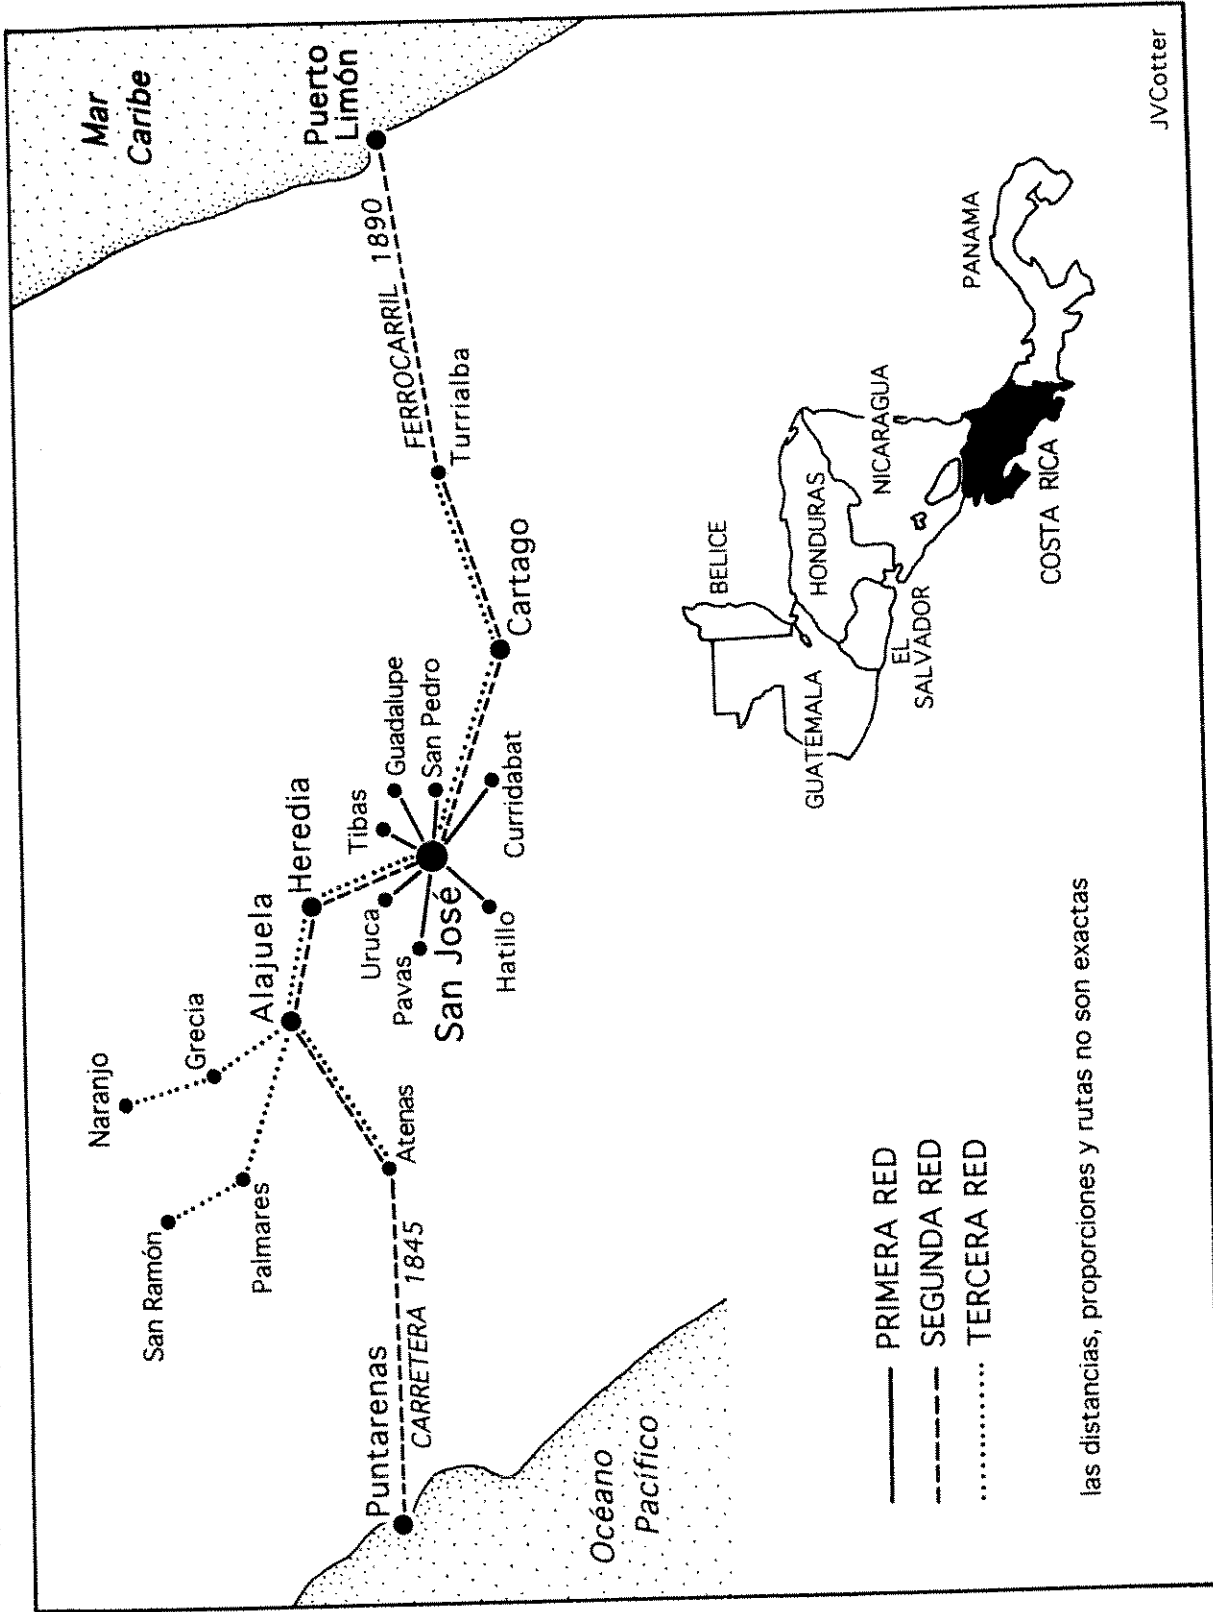 Mar
Caribe
Puerto
Limón
FERROCARRIL 1890
Turrialba
Cartago
Guadalupe
San Pedro
Tibas
Curridabat
Heredia
Uruca
Pavas
San José
Hatillo
Alajuela
Grecia
Naranjo
Atenas
Palmares
San Ramón
CARRETERA 1845
Puntarenas
Océano
Pacífico
PRIMERA RED
SEGUNDA RED
TERCERA RED
las distancias, proporciones y rutas no son exactas
BELICE
GUATEMALA
HONDURAS
EL
SALVADOR
NICARAGUA
COSTA RICA
PANAMA
JVCotter